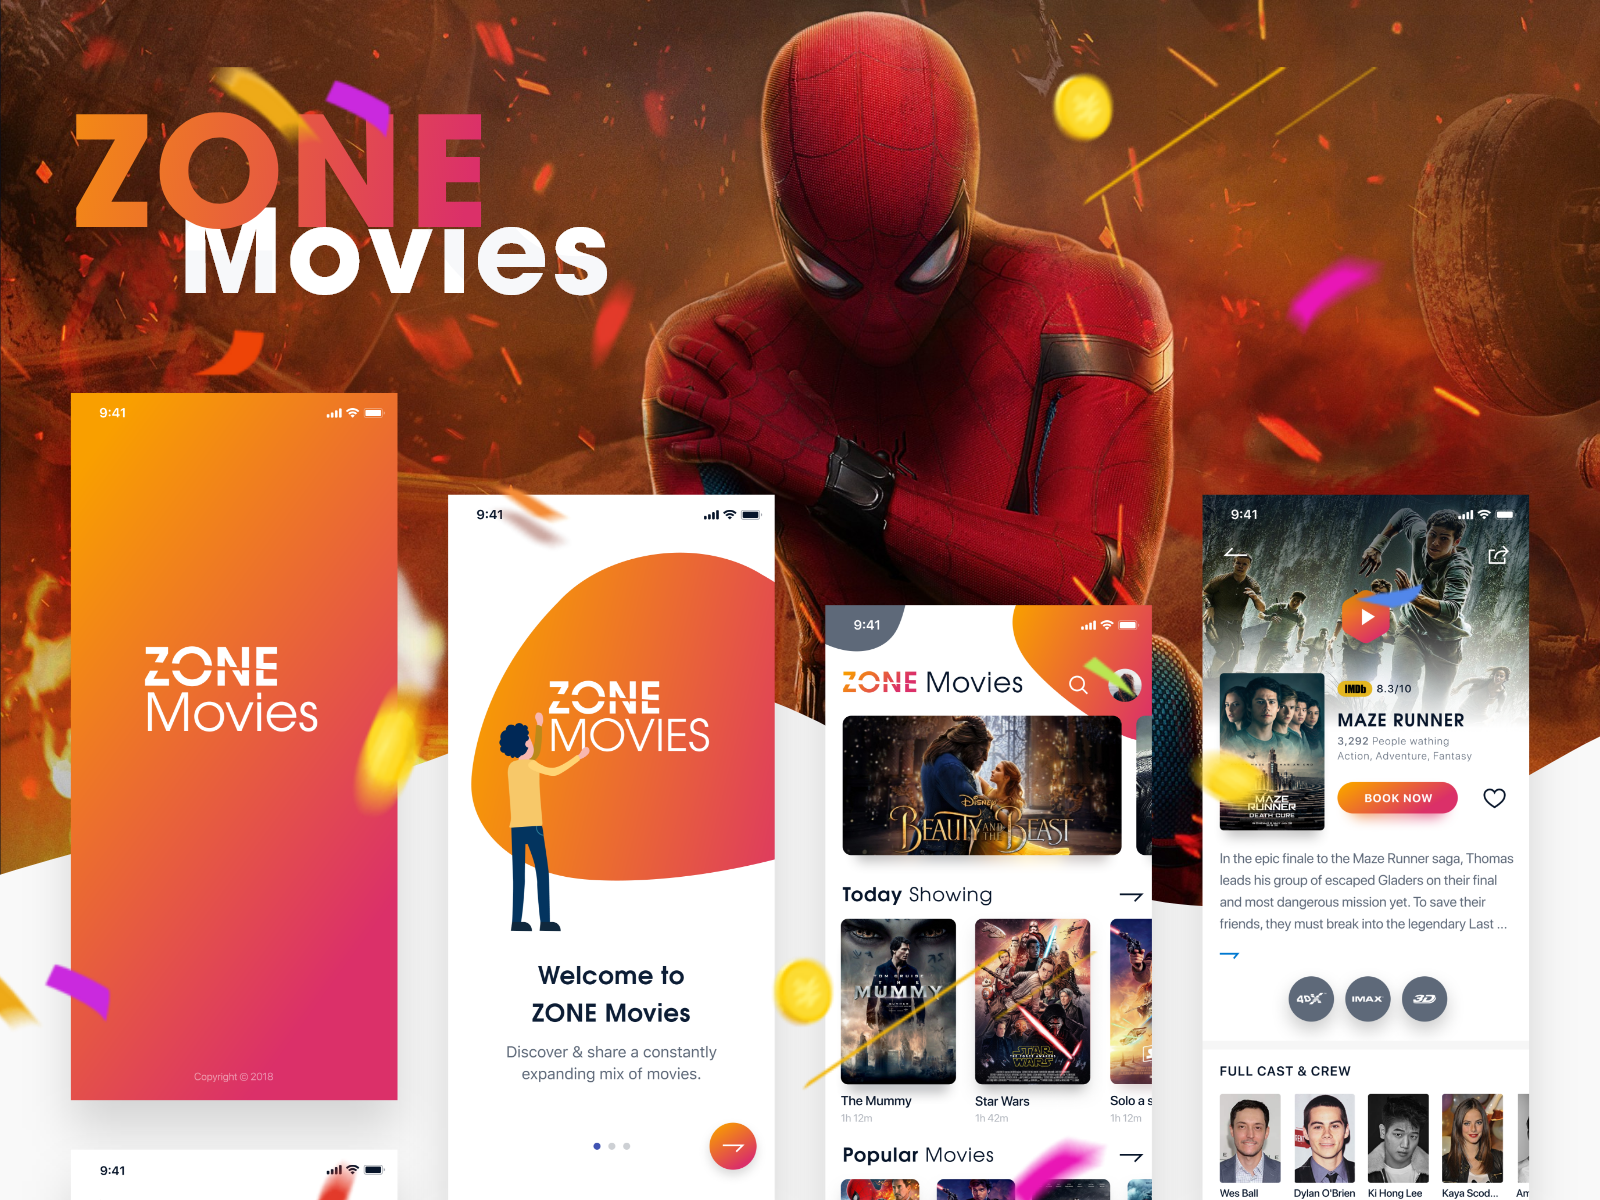 ZONE
Movies
9:41
ZONE
Movies
Copyright © 2018
9:41
9:41
ZONE
MOVIES
Welcome to
ZONE Movies
Discover & share a constantly
expanding mix of movies.
9:41
ZONE Movies
Disney
BEAUTY AND THE BEAST
Today Showing
TOM CRUISE
THE
MUMMY
STAR
WARS
The Mummy
1h 12m
Star Wars
1h 42m
Solo a s
1h 12m
Popular Movies
9:41
IMDb 8.3/10
MAZE RUNNER
3,292 People wathing
Action, Adventure, Fantasy
BOOK NOW
MAZE
RUNNER
DEATH CURE
In the epic finale to the Maze Runner saga, Thomas
leads his group of escaped Gladers on their final
and most dangerous mission yet. To save their
friends, they must break into the legendary Last ...
4DX IMAX 3D
FULL CAST & CREW
Wes Ball
Dylan O'Brien
Ki Hong Lee
Kaya Scod...
Am